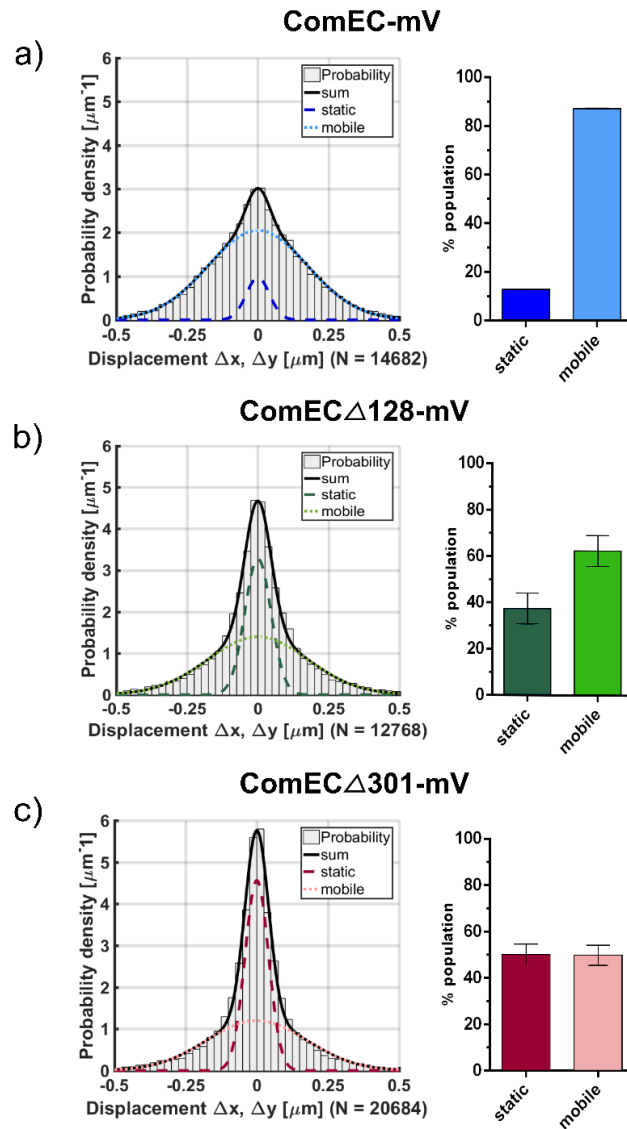 ComEC-mV
a)
6
5
4
3
2
1
0
Probability density [μm⁻1]
Probability
sum
static
mobile
-0.5 -0.25 0 0.25 0.5
Displacement Δx, Δy [μm] (N = 14682)
100
80
60
40
20
0
% population
static
mobile
ComEC△128-mV
b)
6
5
4
3
2
1
0
Probability density [μm⁻1]
Probability
sum
static
mobile
-0.5 -0.25 0 0.25 0.5
Displacement Δx, Δy [μm] (N = 12768)
100
80
60
40
20
0
% population
static
mobile
ComEC△301-mV
c)
6
5
4
3
2
1
0
Probability density [μm⁻1]
Probability
sum
static
mobile
-0.5 -0.25 0 0.25 0.5
Displacement Δx, Δy [μm] (N = 20684)
100
80
60
40
20
0
% population
static
mobile